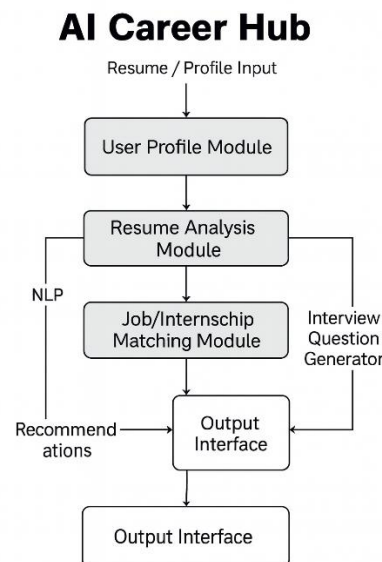 AI Career Hub
Resume / Profile Input
User Profile Module
Resume Analysis
Module
NLP
Job/Internschip
Matching Module
Interview
Question
Generator
Recommend
ations
Output
Interface
Output Interface